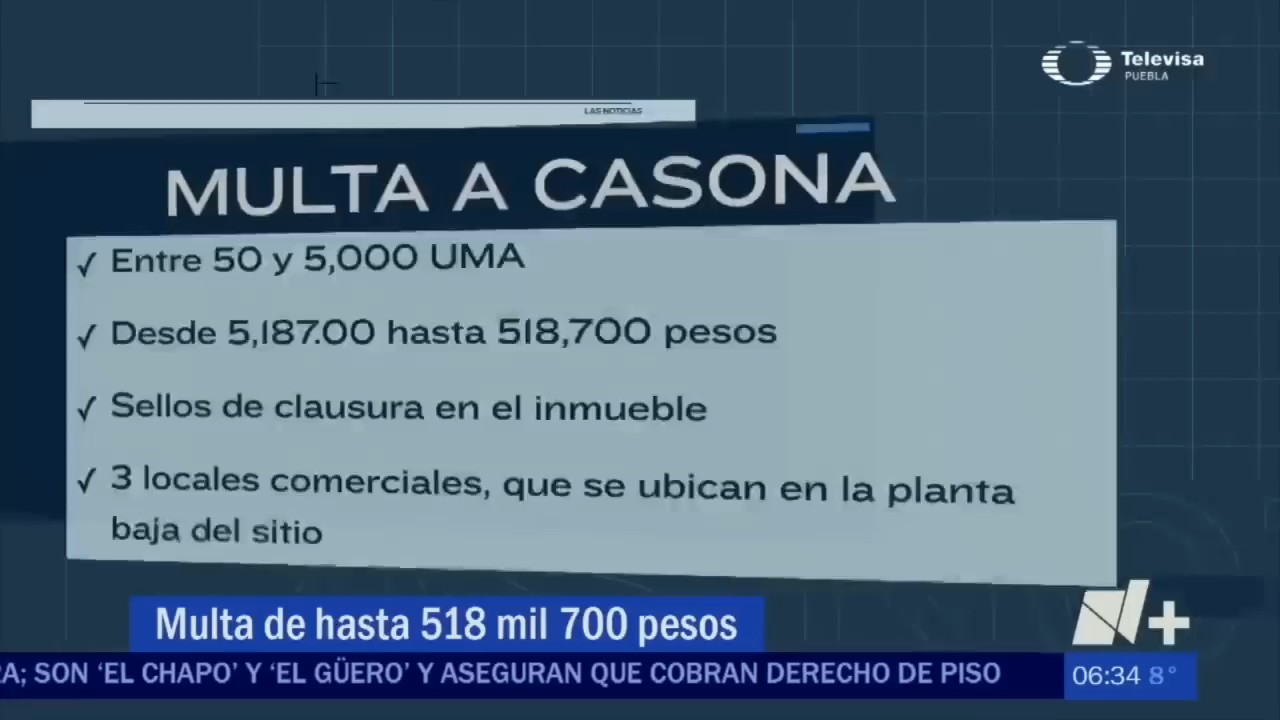 Televisa
PUEBLA
LAS NOTICIAS
MULTA A CASONA
✓ Entre 50 y 5,000 UMA
✓ Desde 5,187.00 hasta 518,700 pesos
✓ Sellos de clausura en el inmueble
✓ 3 locales comerciales, que se ubican en la planta
baja del sitio
Multa de hasta 518 mil 700 pesos
N+
RA; SON ‘EL CHAPO’ Y ‘EL GÜERO’ Y ASEGURAN QUE COBRAN DERECHO DE PISO
06:34 8°